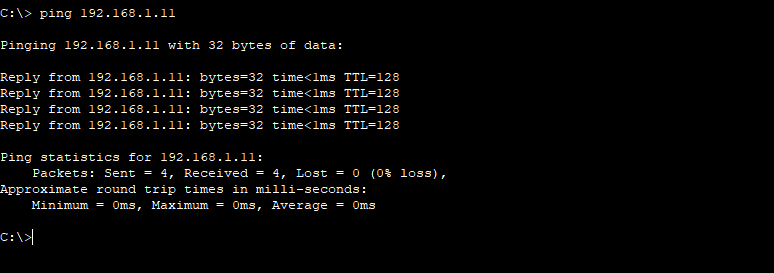 C:\> ping 192.168.1.11
Pinging 192.168.1.11 with 32 bytes of data:
Reply from 192.168.1.11: bytes=32 time<1ms TTL=128
Reply from 192.168.1.11: bytes=32 time<1ms TTL=128
Reply from 192.168.1.11: bytes=32 time<1ms TTL=128
Reply from 192.168.1.11: bytes=32 time<1ms TTL=128
Ping statistics for 192.168.1.11:
    Packets: Sent = 4, Received = 4, Lost = 0 (0% loss),
Approximate round trip times in milli-seconds:
    Minimum = 0ms, Maximum = 0ms, Average = 0ms
C:\>